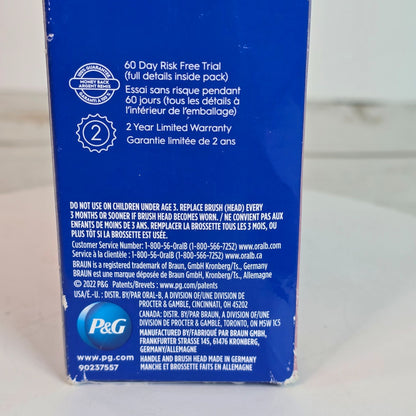 100% GUARANTEED
MONEY BACK
ARGENT REMIS
GARANTI À 100 %
60 Day Risk Free Trial
(full details inside pack)
Essai sans risque pendant
60 jours (tous les détails à
l'intérieur de l'emballage)
2
2 Year Limited Warranty
Garantie limitée de 2 ans
DO NOT USE ON CHILDREN UNDER AGE 3. REPLACE BRUSH (HEAD) EVERY
3 MONTHS OR SOONER IF BRUSH HEAD BECOMES WORN. / NE CONVIENT PAS AUX
ENFANTS DE MOINS DE 3 ANS. REMPLACER LA BROSSETTE TOUS LES 3 MOIS, OU
PLUS TÔT SI LA BROSSETTE EST USÉE.
Customer Service Number: 1-800-56-OralB (1-800-566-7252) www.oralb.com
Service à la clientèle : 1-800-56-OralB (1-800-566-7252) www.oralb.ca
BRAUN is a registered trademark of Braun, GmbH Kronberg/Ts., Germany
BRAUN est une marque déposée de Braun GmbH, Kronberg/Ts., Allemagne
© 2022 P&G Patents/Brevets : www.pg.com/patents
USA/É.-U. : DISTR. BY/PAR ORAL-B, A DIVISION OF/UNE DIVISION DE
PROCTER & GAMBLE, CINCINNATI, OH 45202
CANADA: DISTR. BY/PAR BRAUN, A DIVISION OF/UNE DIVISION DE
PROCTER & GAMBLE, TORONTO, ON M5W 1C5
MANUFACTURED BY/FABRIQUÉ PAR BRAUN GMBH,
FRANKFURTER STRASSE 145, 61476 KRONBERG,
GERMANY/ALLEMAGNE
HANDLE AND BRUSH HEAD MADE IN GERMANY
MANCHE ET BROSSETTE FAITS EN ALLEMAGNE
P&G
www.pg.com
90237557